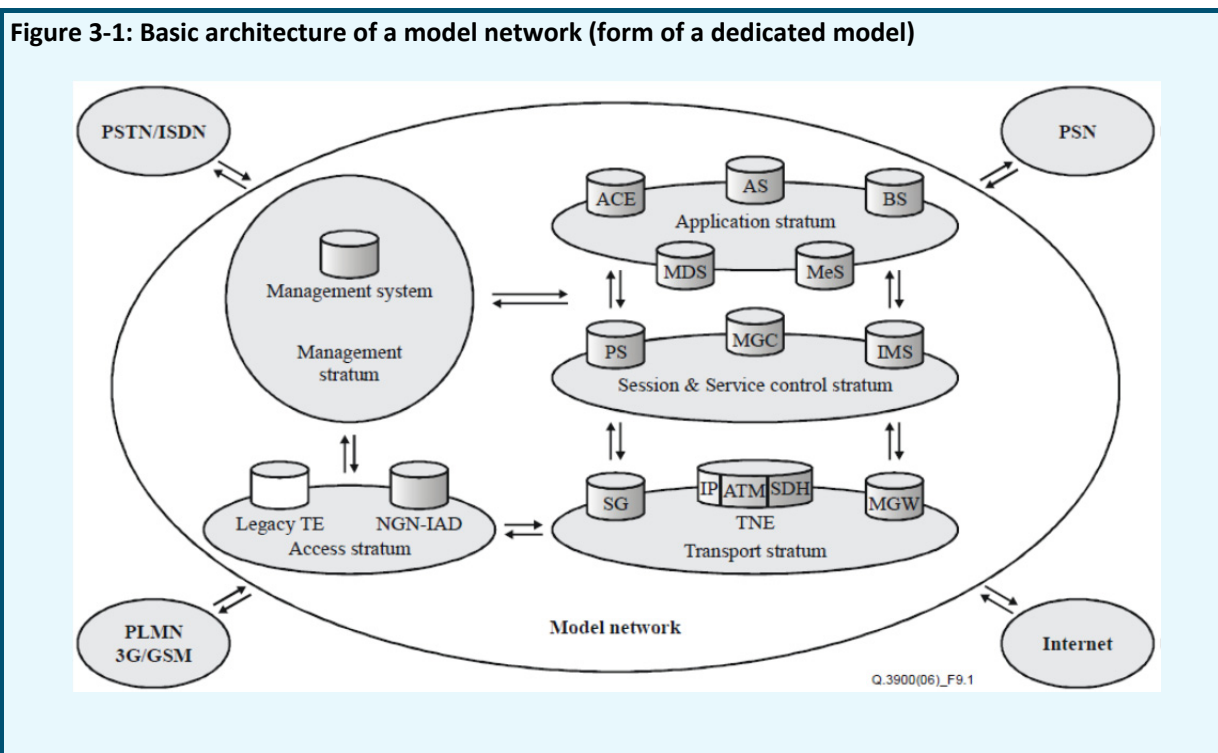 Figure 3-1: Basic architecture of a model network (form of a dedicated model)
PSTN/ISDN
PSN
ACE
AS
BS
Application stratum
MDS
MeS
Management system
Management
stratum
PS
MGC
IMS
Session & Service control stratum
Legacy TE
NGN-IAD
Access stratum
SG
IP
ATM
SDH
TNE
MGW
Transport stratum
PLMN
3G/GSM
Model network
Internet
Q.3900(06)_F9.1